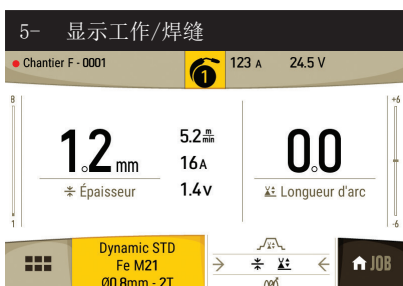 5- 显示工作/焊缝
Chantier F - 0001
1
123 A 24.5 V
8
1.2 mm
Épaisseur
1
5.2 m/min
16A
1.4V
0.0
Longueur d'arc
+6
-6
Dynamic STD
Fe M21
Ø0.8mm - 2T
JOB